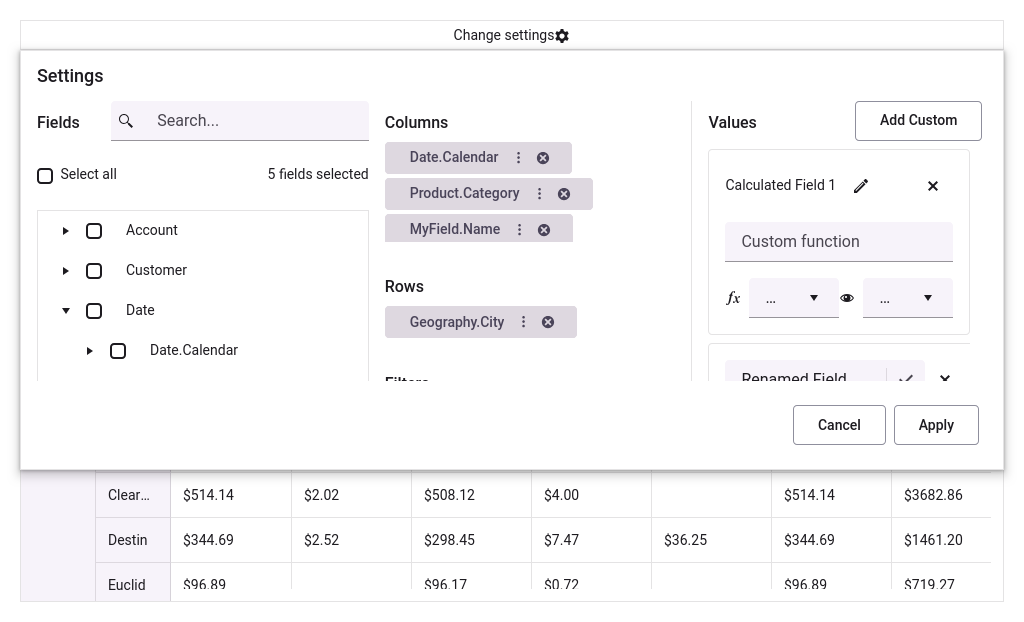 Change settings
Settings
Fields
Search...
Select all
5 fields selected
Account
Customer
Date
Date.Calendar
Columns
Date.Calendar
Product.Category
MyField.Name
Rows
Geography.City
Filters
Values
Add Custom
Calculated Field 1
Custom function
fx ... ...
Renamed Field
Cancel Apply
Clear... $514.14 $2.02 $508.12 $4.00 $514.14 $3682.86
Destin $344.69 $2.52 $298.45 $7.47 $36.25 $344.69 $1461.20
Euclid $96.89 $96.17 $0.72 $96.89 $719.27